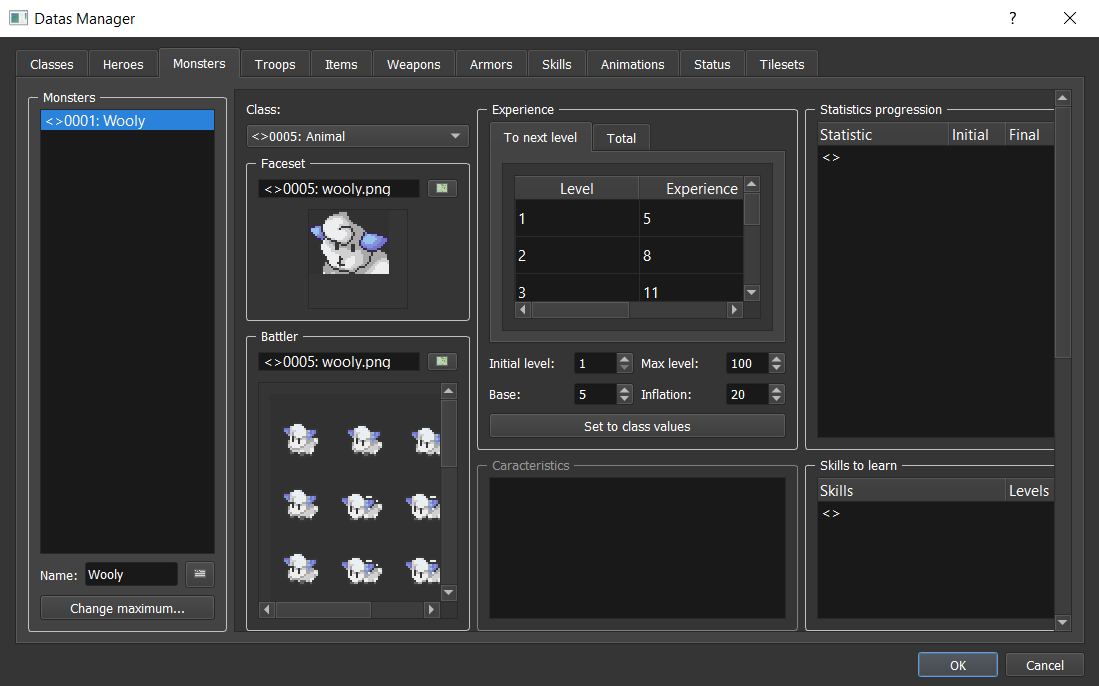 Datas Manager
?
Classes Heroes Monsters Troops Items Weapons Armors Skills Animations Status Tilesets
Monsters
<>0001: Wooly
Name: Wooly
Change maximum...
Class:
<>0005: Animal
Faceset
<>0005: wooly.png
Battler
<>0005: wooly.png
Experience
To next level Total
Level Experience
1 5
2 8
3 11
Initial level: 1 Max level: 100
Base: 5 Inflation: 20
Set to class values
Caracteristics
Statistics progression
Statistic Initial Final
<>
Skills to learn
Skills Levels
<>
OK Cancel